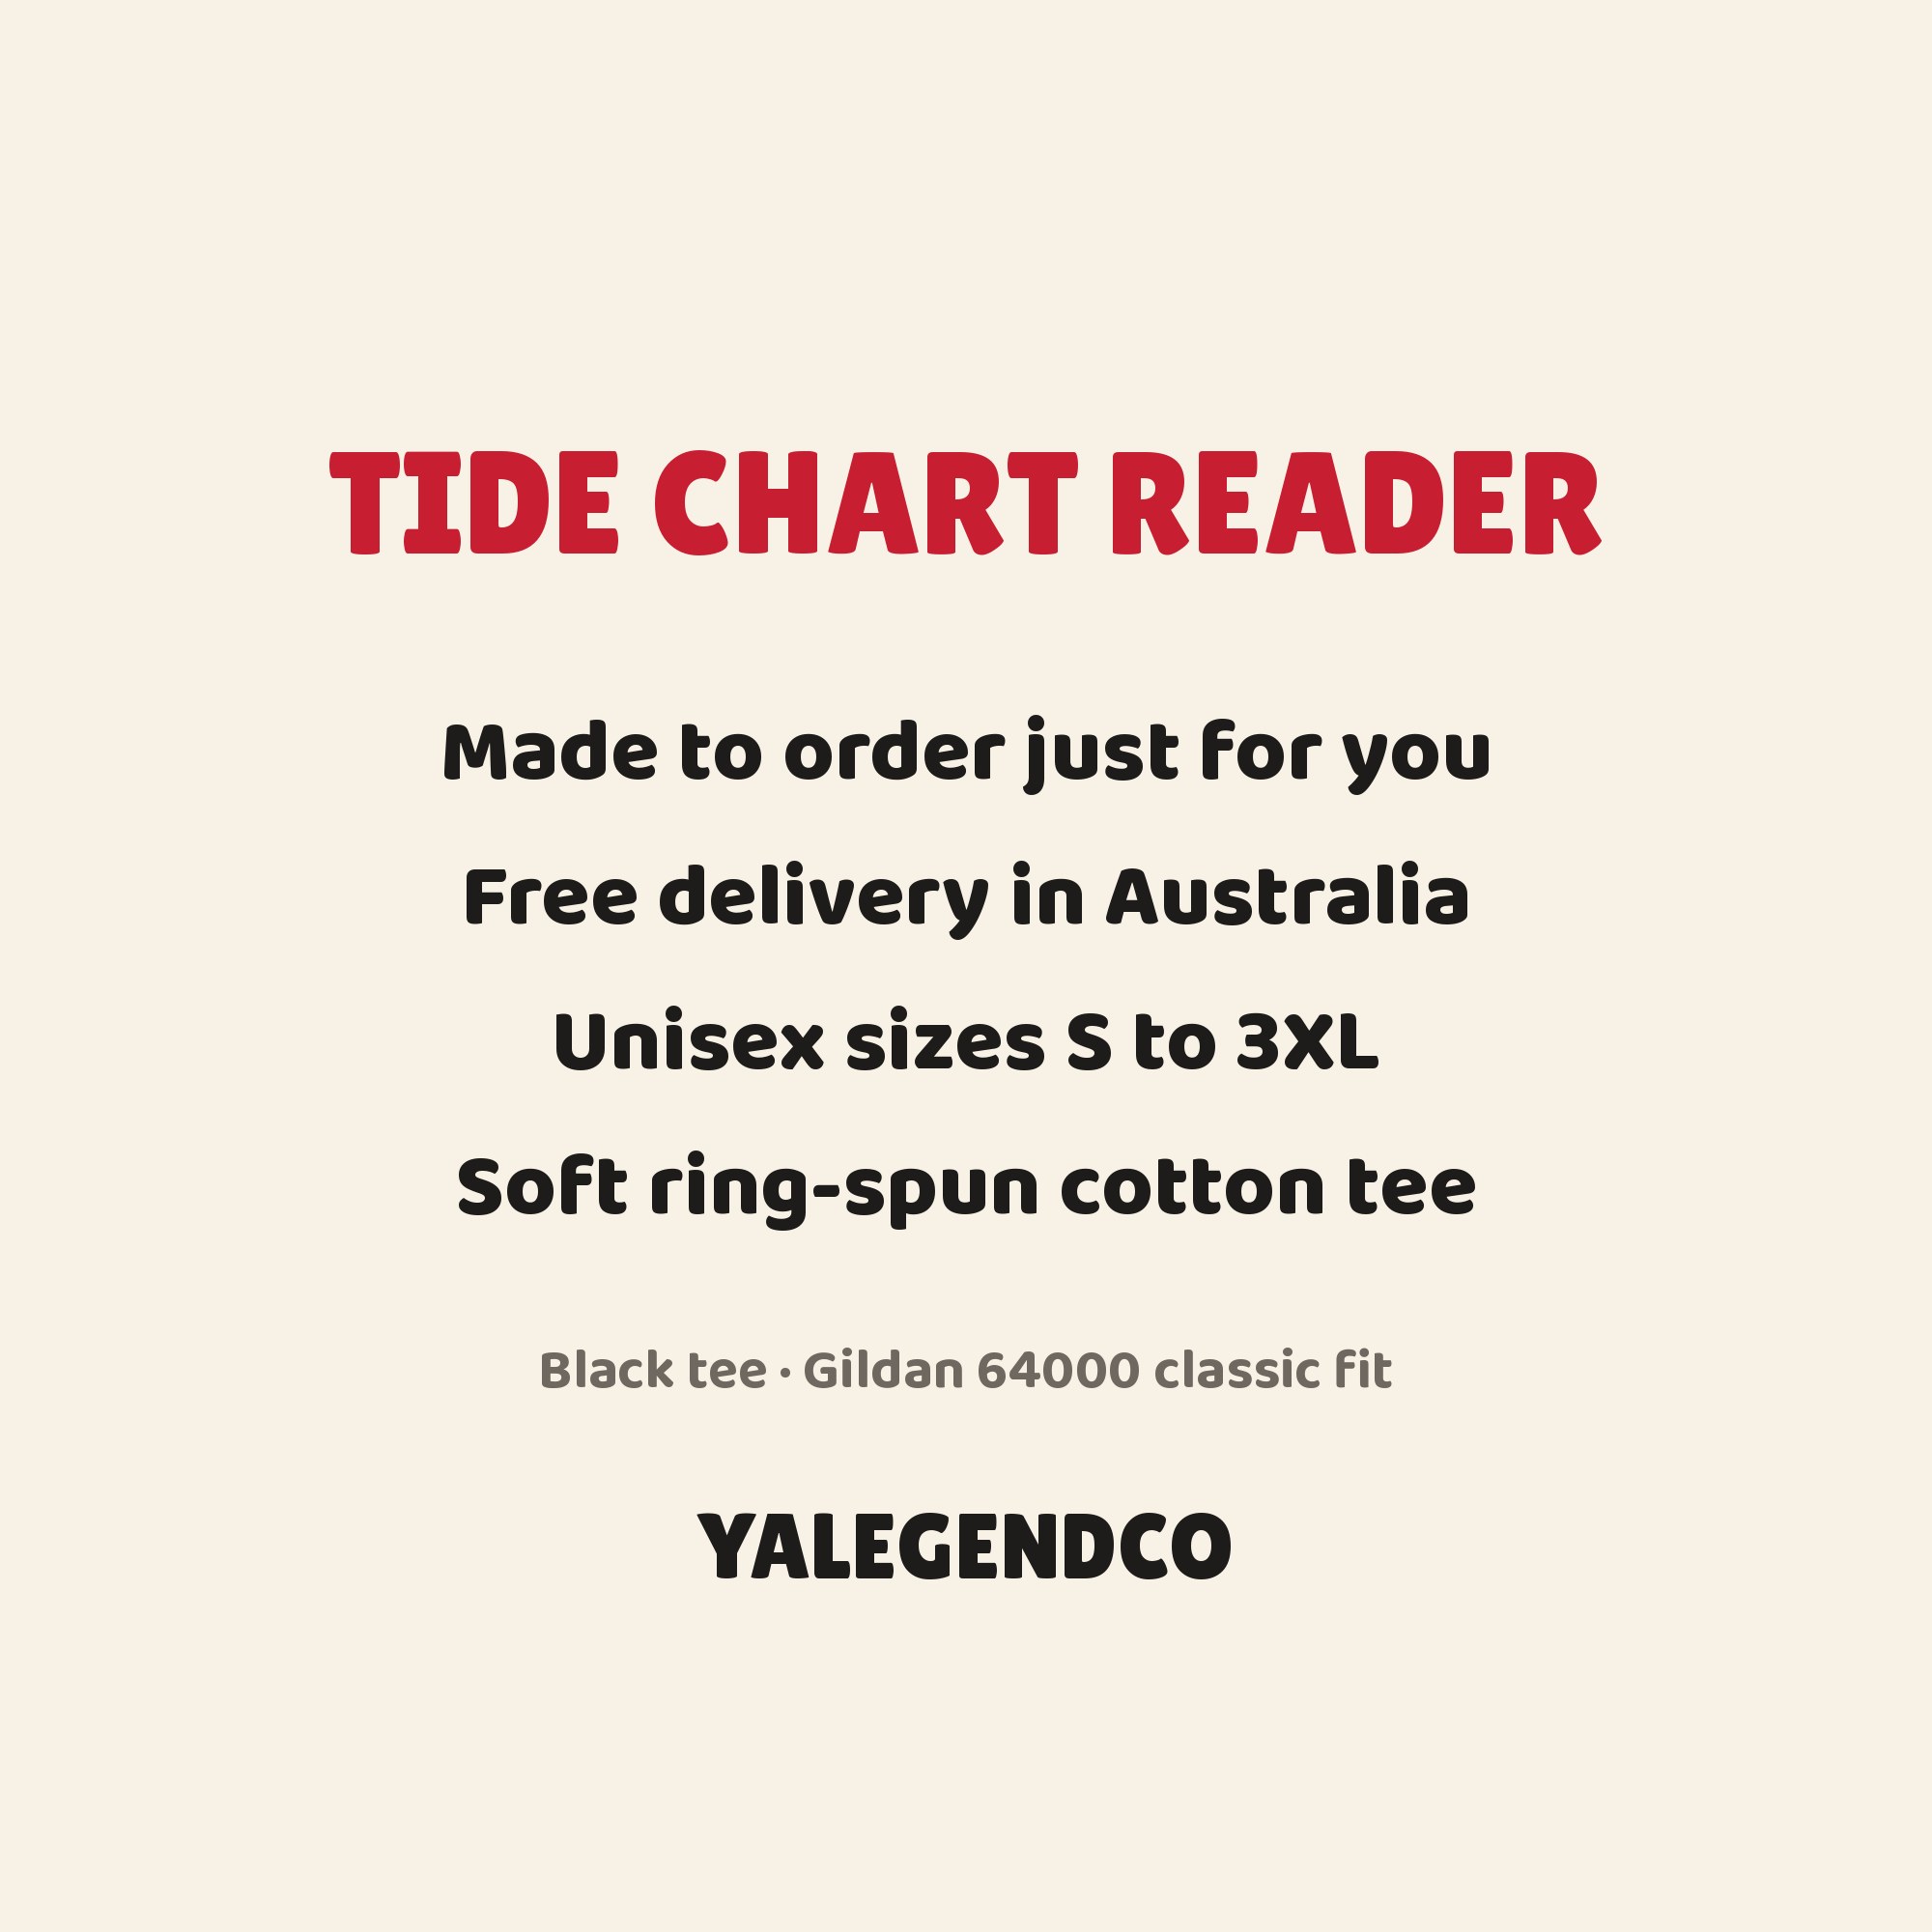 TIDE CHART READER
Made to order just for you
Free delivery in Australia
Unisex sizes S to 3XL
Soft ring-spun cotton tee
Black tee • Gildan 64000 classic fit
YALEGENDCO